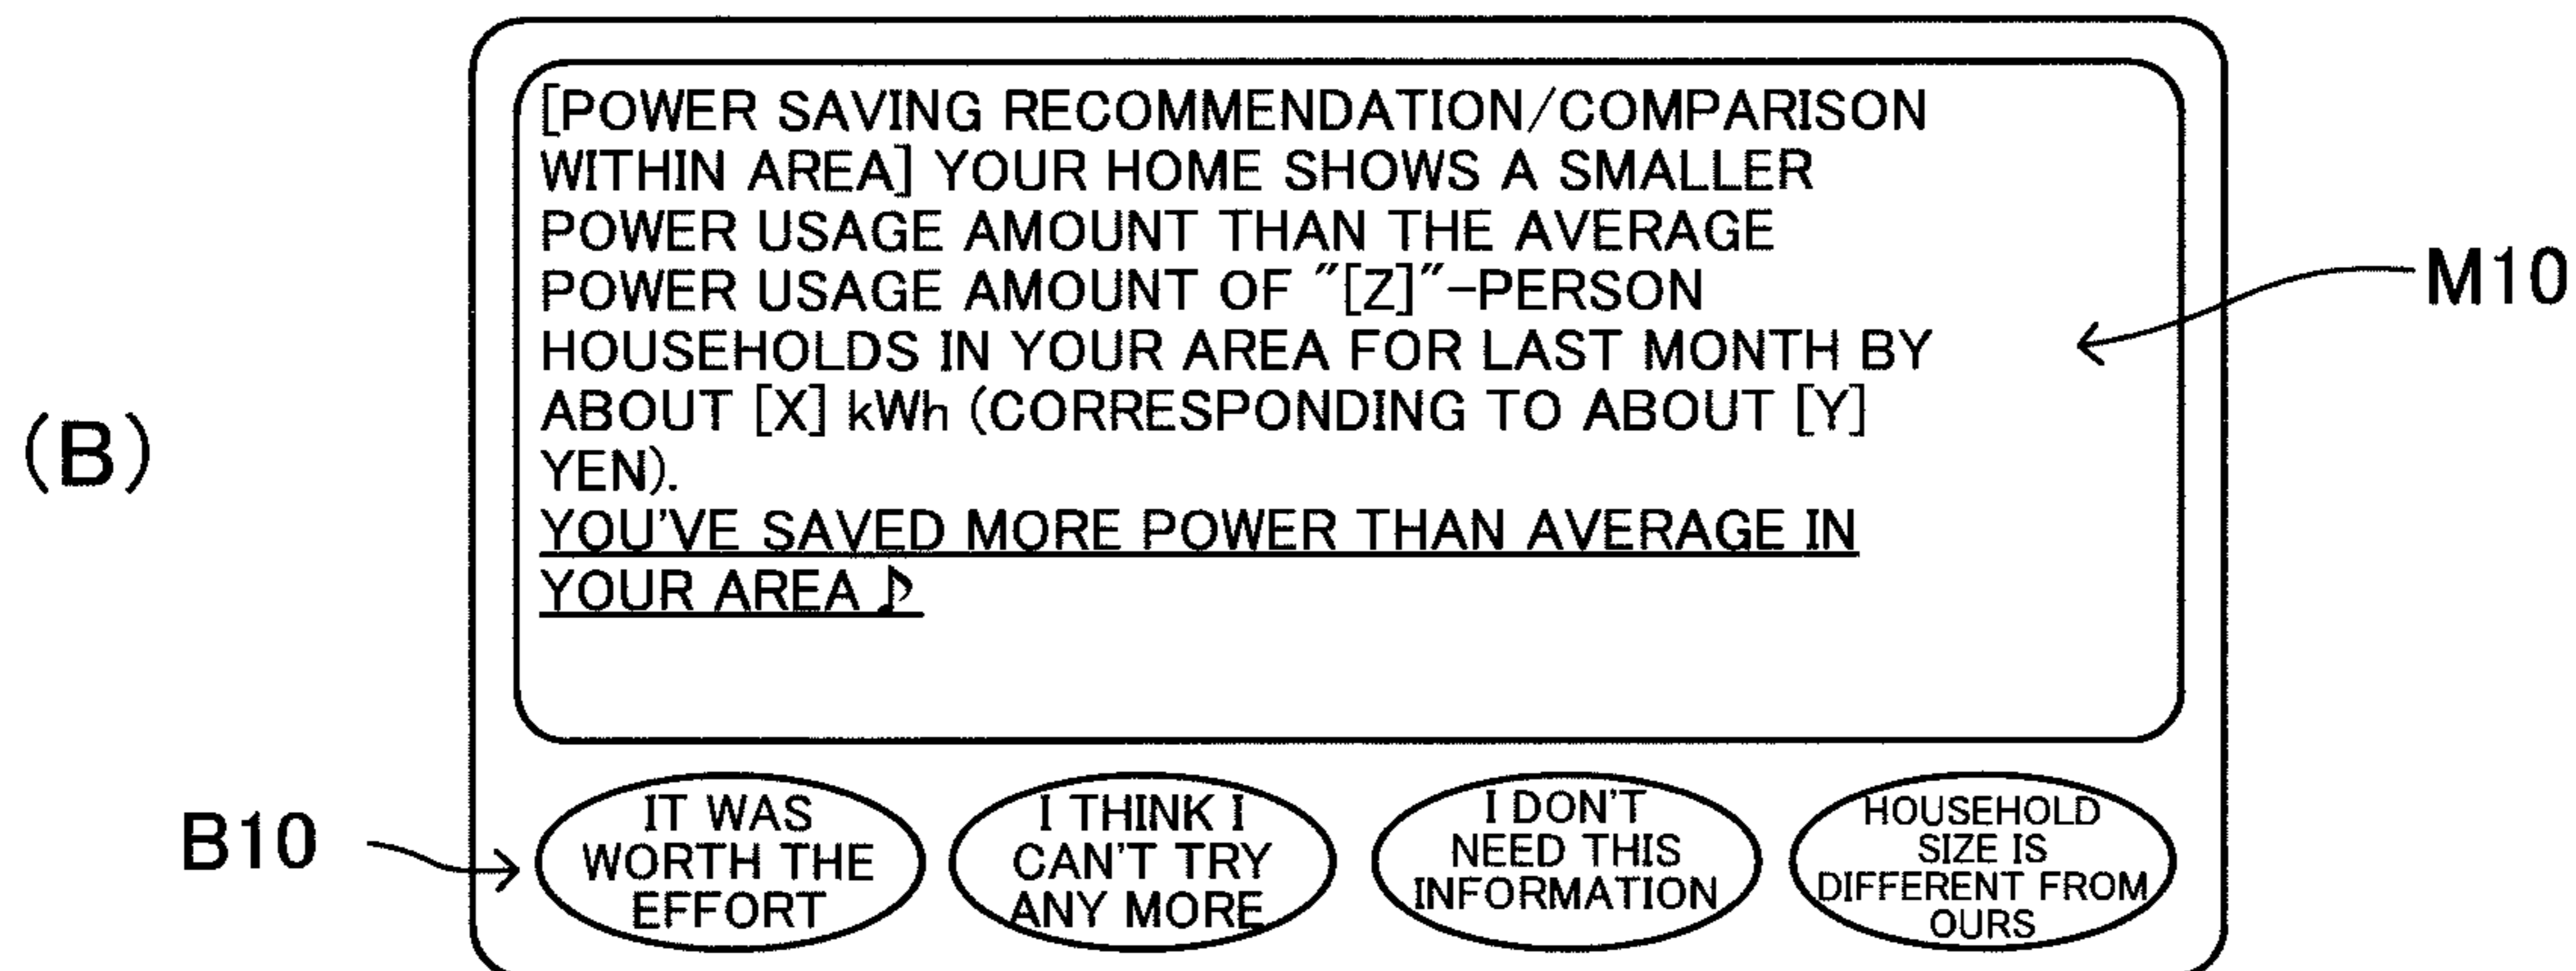 [POWER SAVING RECOMMENDATION/COMPARISON
WITHIN AREA] YOUR HOME SHOWS A SMALLER
POWER USAGE AMOUNT THAN THE AVERAGE
POWER USAGE AMOUNT OF "[Z]"-PERSON
HOUSEHOLDS IN YOUR AREA FOR LAST MONTH BY
ABOUT [X] kWh (CORRESPONDING TO ABOUT [Y]
YEN).
YOU'VE SAVED MORE POWER THAN AVERAGE IN
YOUR AREA ♪
M10
(B)
B10
IT WAS
WORTH THE
EFFORT
I THINK I
CAN'T TRY
ANY MORE
I DON'T
NEED THIS
INFORMATION
HOUSEHOLD
SIZE IS
DIFFERENT FROM
OURS